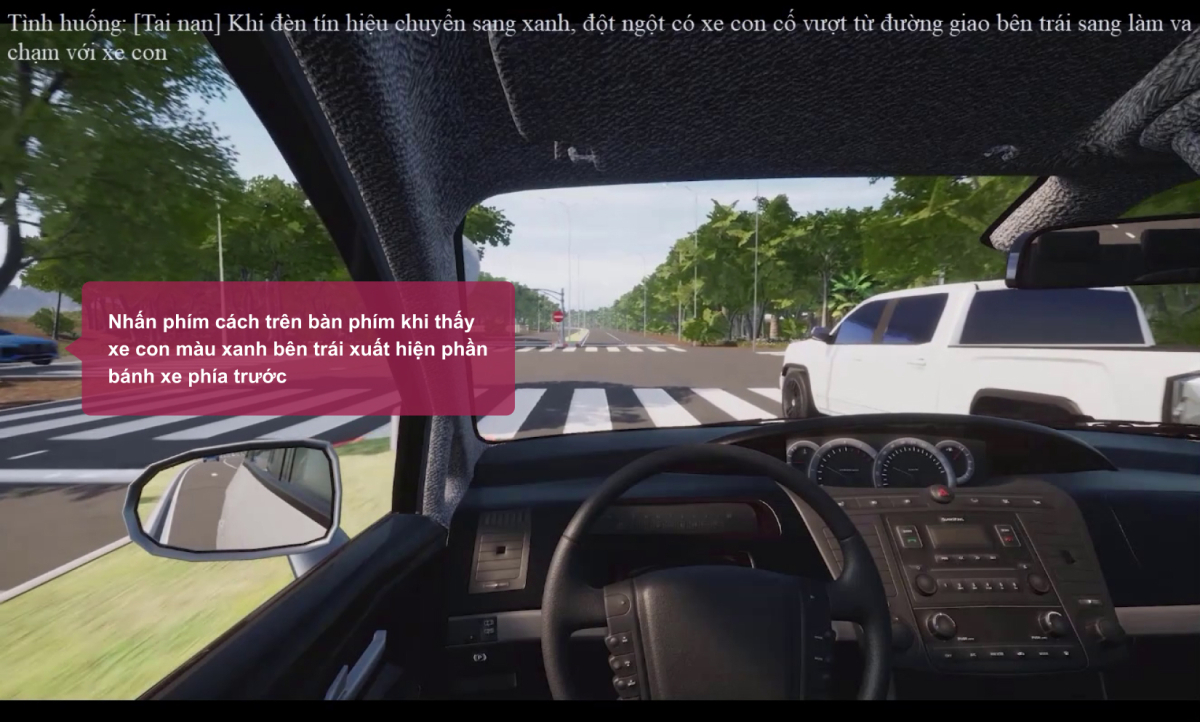 Tình huống: [Tai nạn] Khi đèn tín hiệu chuyển sang xanh, đột ngột có xe con cố vượt từ đường giao bên trái sang làm va
chạm với xe con
Nhấn phím cách trên bàn phím khi thấy
xe con màu xanh bên trái xuất hiện phần
bánh xe phía trước